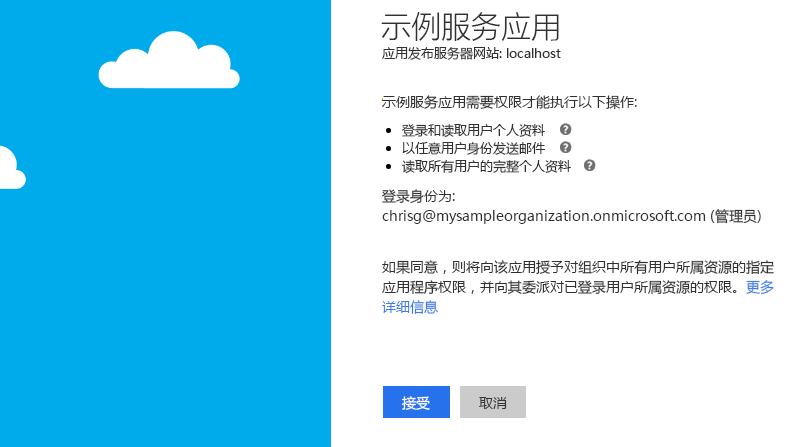 示例服务应用
应用发布服务器网站: localhost
示例服务应用需要权限才能执行以下操作:
• 登录和读取用户个人资料 ?
• 以任意用户身份发送邮件 ?
• 读取所有用户的完整个人资料 ?
登录身份为:
chrisg@mysampleorganization.onmicrosoft.com (管理员)
如果同意，则将向该应用授予对组织中所有用户所属资源的指定
应用程序权限，并向其委派对已登录用户所属资源的权限。更多
详细信息
接受
取消